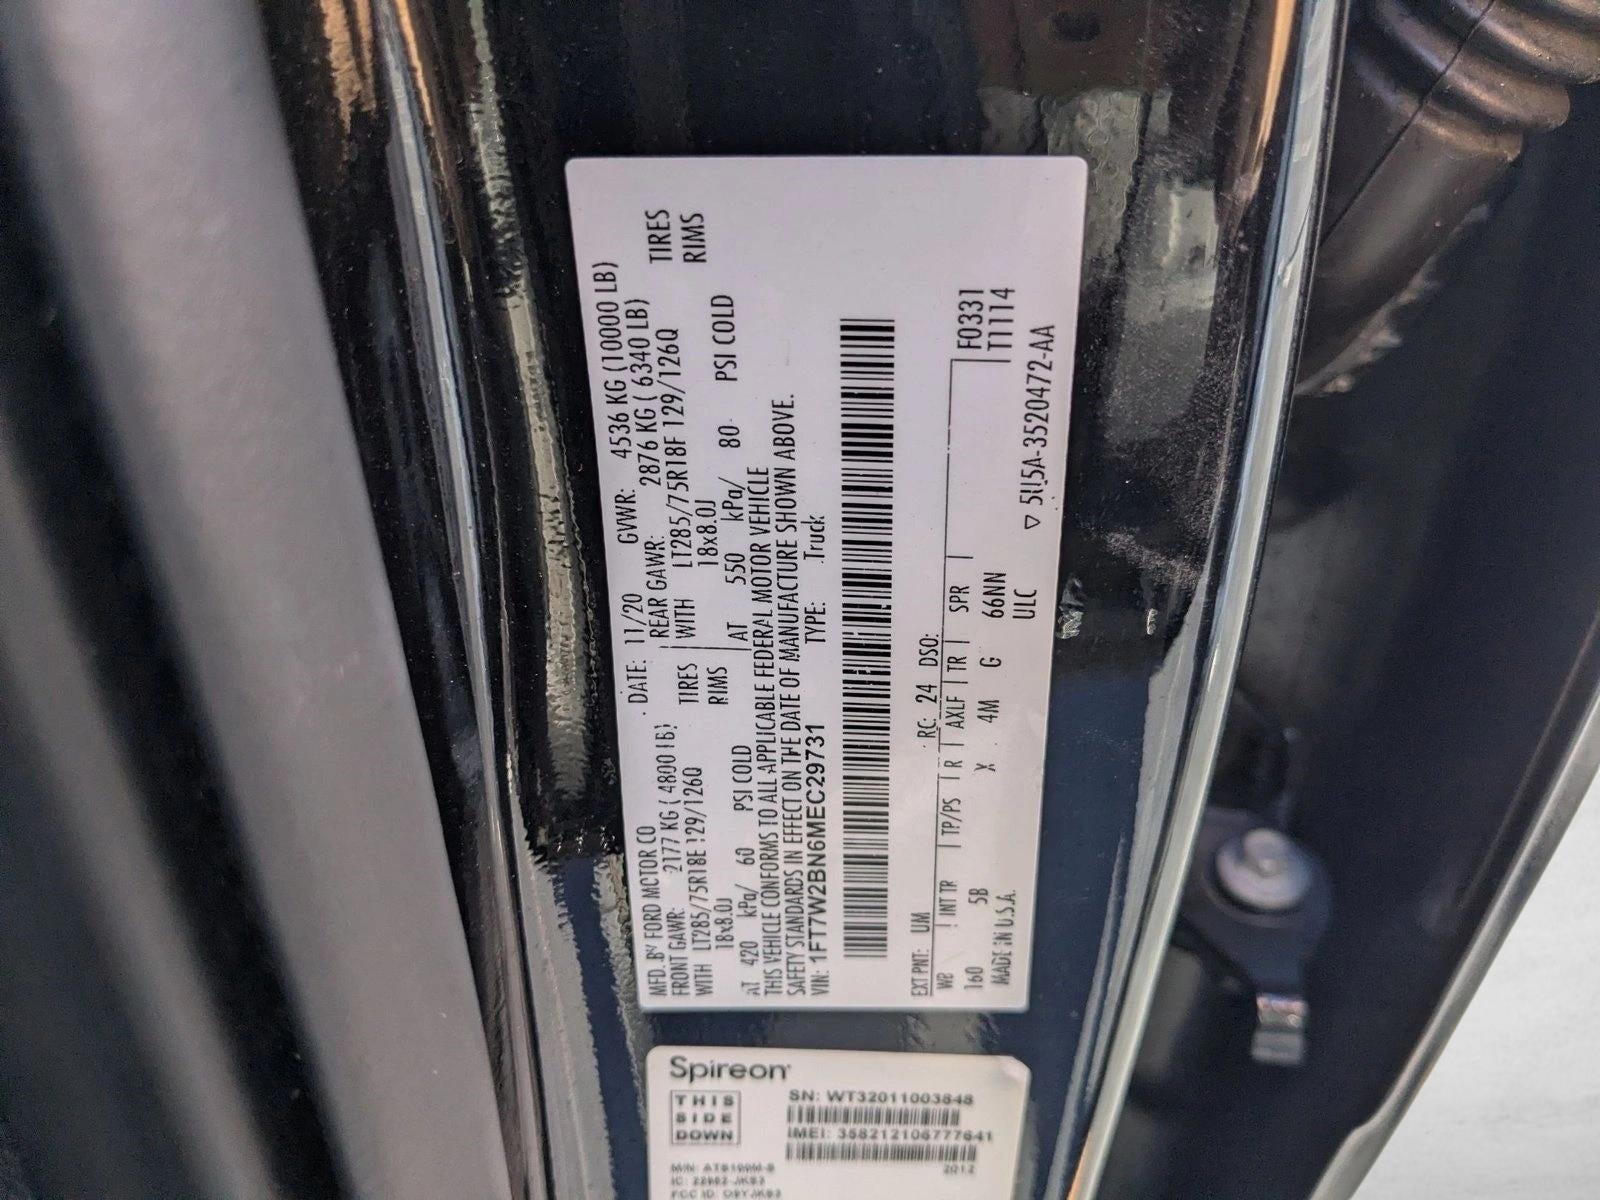 MFD. BY FORD MOTOR CO
DATE: 11/20 GVWR: 4536 KG (10000 LB)
FRONT GAWR: 2177 KG ( 4800 LB)
REAR GAWR: 2876 KG ( 6340 LB)
WITH LT285/75R18E 129/126Q TIRES
WITH LT285/75R18E 129/126Q TIRES
18x8.0J RIMS
18x8.0J RIMS
AT 420 kPa/ 60 PSI COLD
AT 550 kPa/ 80 PSI COLD
THIS VEHICLE CONFORMS TO ALL APPLICABLE FEDERAL MOTOR VEHICLE
SAFETY STANDARDS IN EFFECT ON THE DATE OF MANUFACTURE SHOWN ABOVE.
VIN: 1FT7W2BN6MEC29731 TYPE: Truck
EXT PNT: UM RC: 24 DSO:
WB INT TR TP/PS R AXLE TR SPR F0331
160 5B X 4M G 66NN T1114
MADE IN U.S.A. ULC
▽ 5U5A-3520472-AA
Spireon
THIS SIDE DOWN
SN: WT32011003848
IMEI: 358212106777641
2012